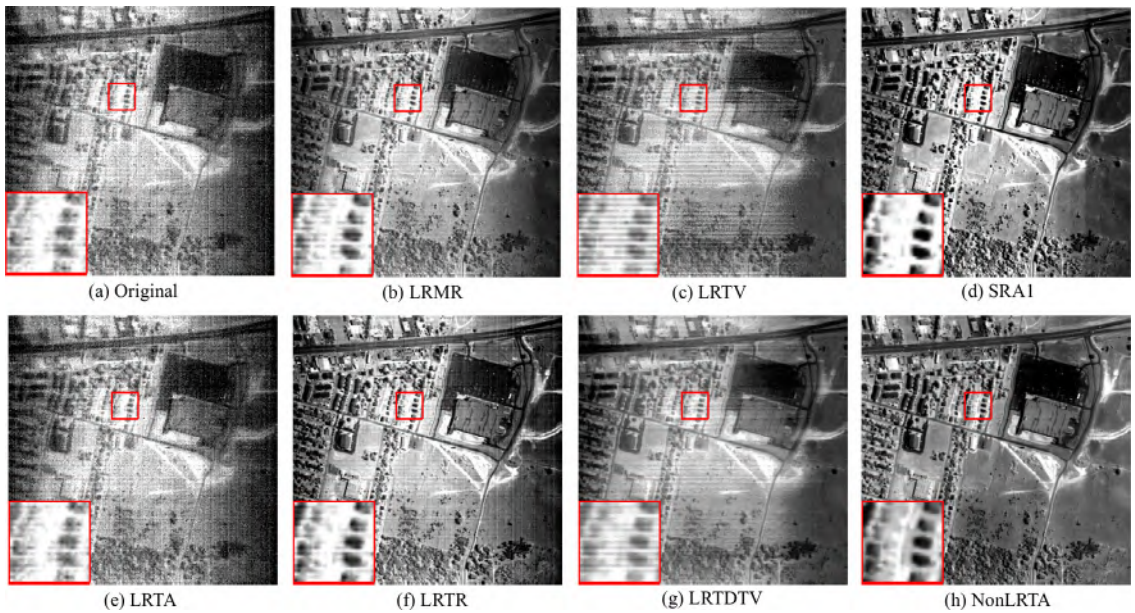 (a) Original
(b) LRMR
(c) LRTV
(d) SRA1
(e) LRTA
(f) LRTR
(g) LRTDTV
(h) NonLRTA